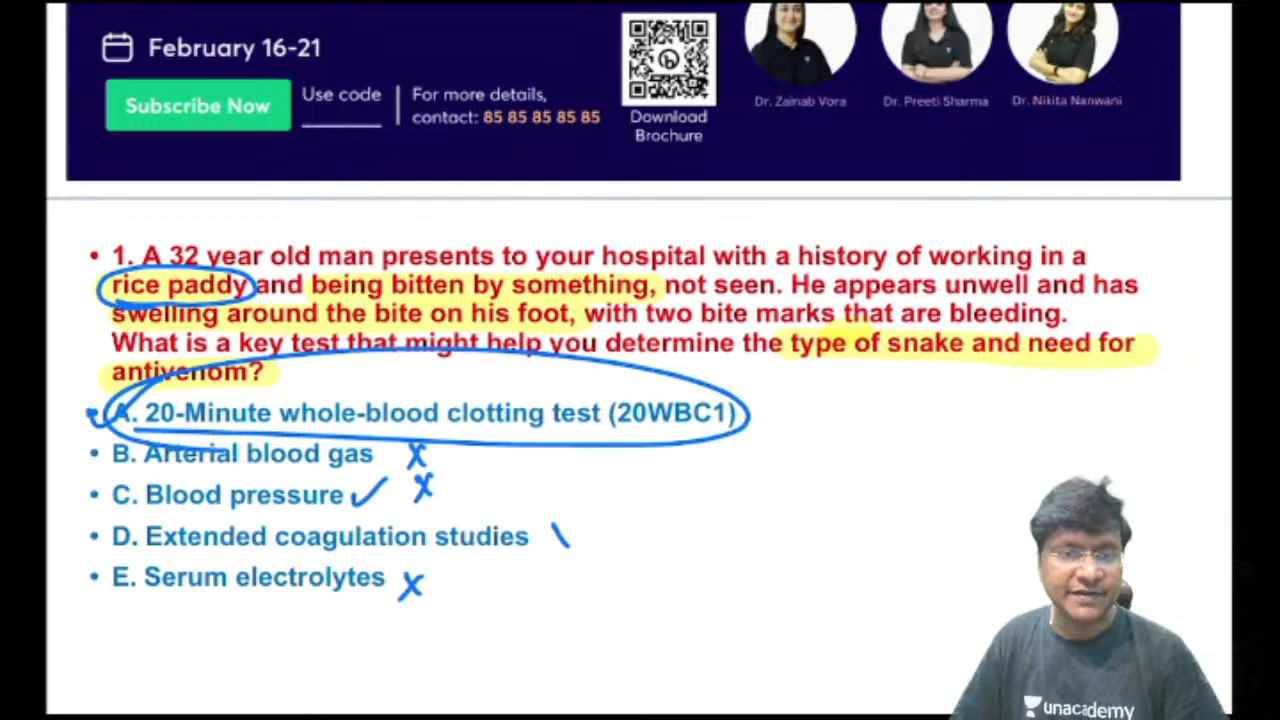 February 16-21
Subscribe Now
Use code
For more details,
contact: 85 85 85 85 85
Download
Brochure
Dr. Zainab Vora
Dr. Preeti Sharma
Dr. Nikita Nanwani
• 1. A 32 year old man presents to your hospital with a history of working in a
rice paddy and being bitten by something, not seen. He appears unwell and has
swelling around the bite on his foot, with two bite marks that are bleeding.
What is a key test that might help you determine the type of snake and need for
antivenom?
• A. 20-Minute whole-blood clotting test (20WBC1)
• B. Arterial blood gas
• C. Blood pressure
• D. Extended coagulation studies
• E. Serum electrolytes
unacademy